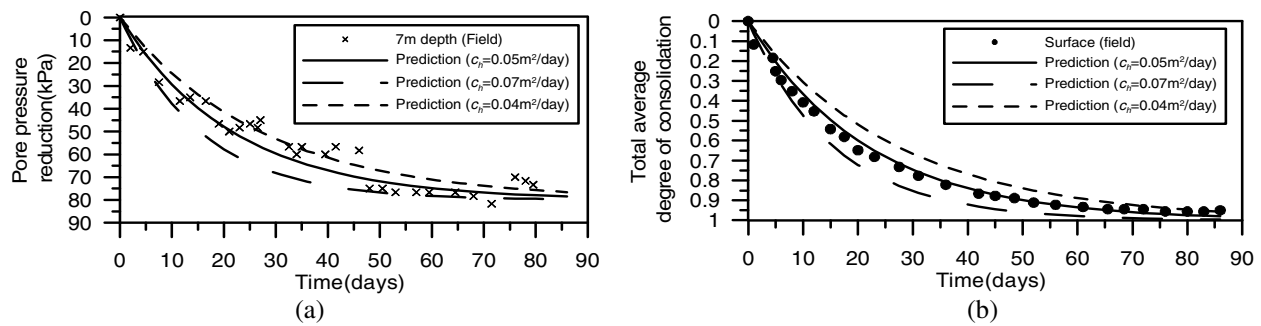 0
10
20
30
40
50
60
70
80
90
Pore pressure
reduction(kPa)
7m depth (Field)
Prediction (cₕ=0.05m²/day)
Prediction (cₕ=0.07m²/day)
Prediction (cₕ=0.04m²/day)
0 10 20 30 40 50 60 70 80 90
Time(days)
(a)
0
0.1
0.2
0.3
0.4
0.5
0.6
0.7
0.8
0.9
1
Total average
degree of consolidation
Surface (field)
Prediction (cₕ=0.05m²/day)
Prediction (cₕ=0.07m²/day)
Prediction (cₕ=0.04m²/day)
0 10 20 30 40 50 60 70 80 90
Time(days)
(b)